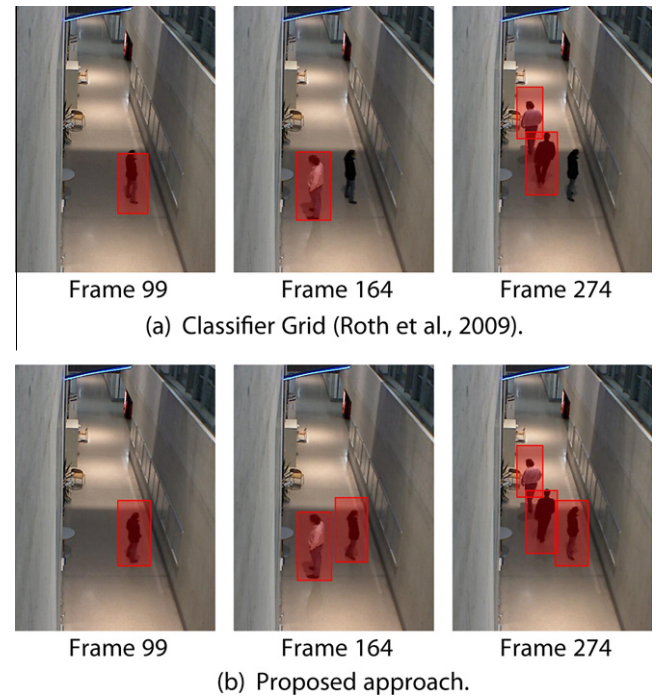 Frame 99 Frame 164 Frame 274
(a) Classifier Grid (Roth et al., 2009).
Frame 99 Frame 164 Frame 274
(b) Proposed approach.